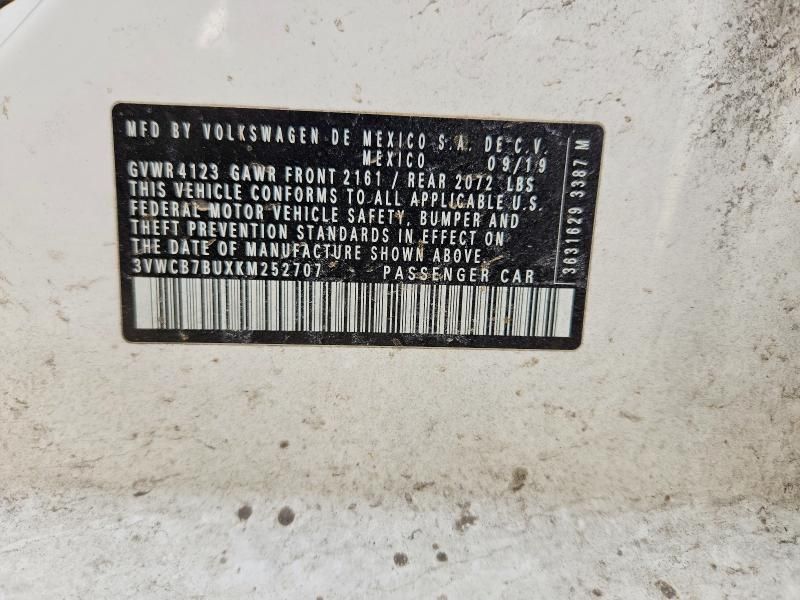 MFD BY VOLKSWAGEN DE MEXICO S.A. DE C.V.
MEXICO 09/19
GVWR 4123 GAWR FRONT 2161 / REAR 2072 LBS
THIS VEHICLE CONFORMS TO ALL APPLICABLE U.S.
FEDERAL MOTOR VEHICLE SAFETY, BUMPER AND
THEFT PREVENTION STANDARDS IN EFFECT ON
THE DATE OF MANUFACTURE SHOWN ABOVE.
3VWCB7BUXKM252707 PASSENGER CAR
3631629 3387 M